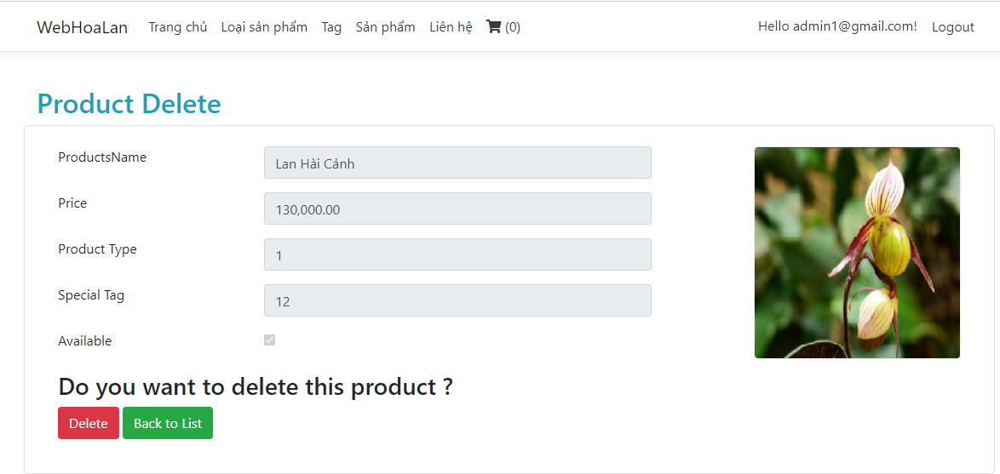 WebHoaLan Trang chủ Loại sản phẩm Tag Sản phẩm Liên hệ (0) Hello admin1@gmail.com! Logout
Product Delete
ProductsName Lan Hài Cảnh
Price 130,000.00
Product Type 1
Special Tag 12
Available
Do you want to delete this product ?
Delete Back to List